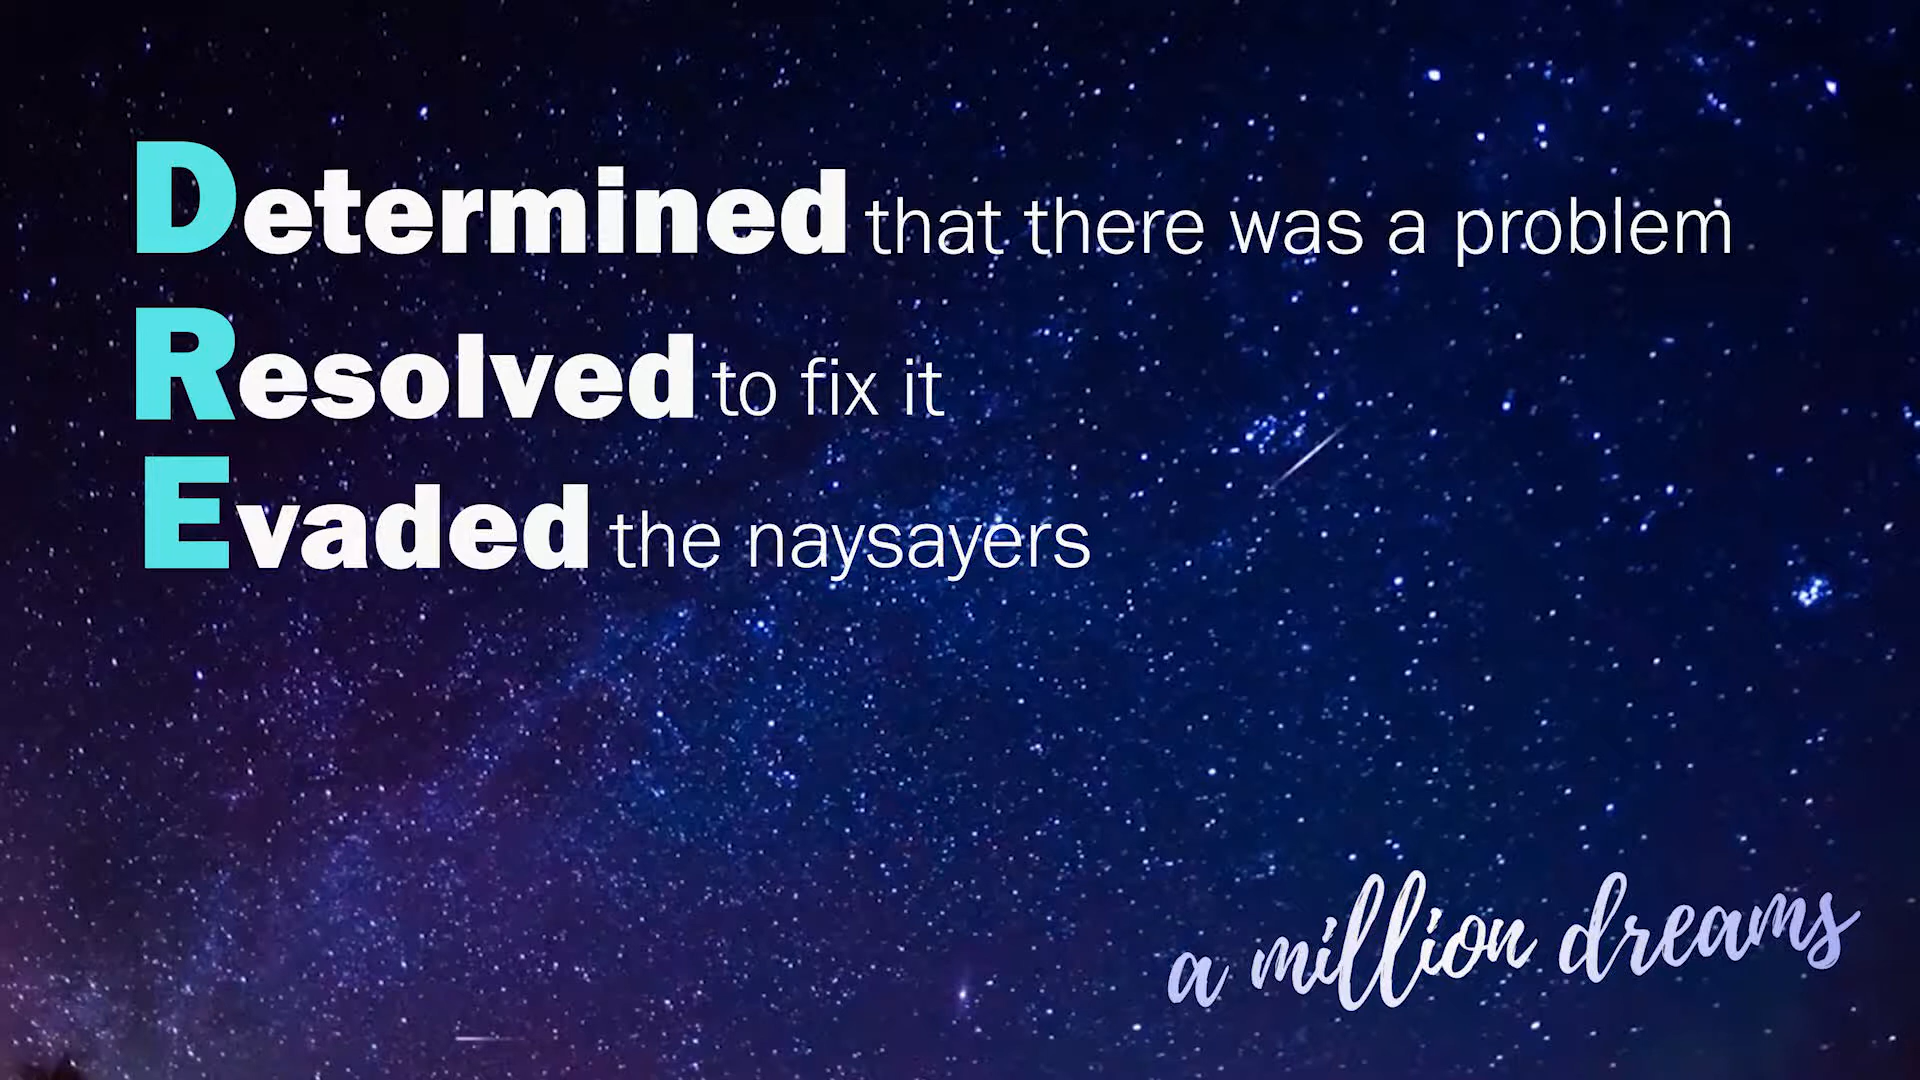 Determined that there was a problem
Resolved to fix it
Evaded the naysayers
a million dreams